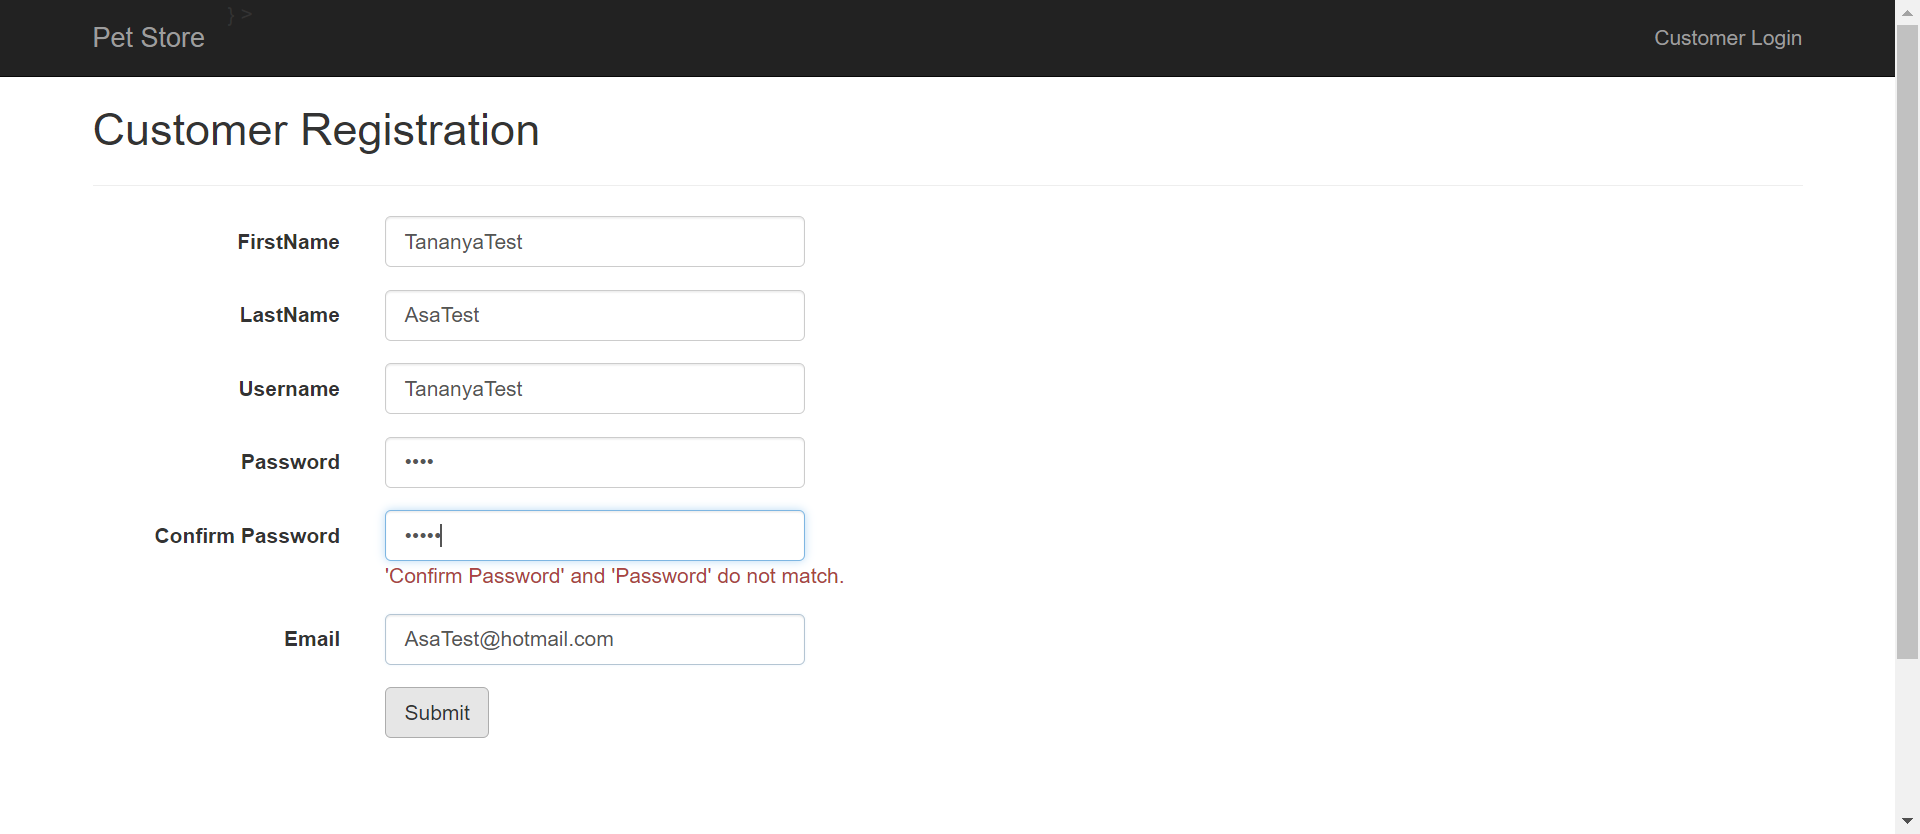 } >
Pet Store
Customer Login
Customer Registration
FirstName
TananyaTest
LastName
AsaTest
Username
TananyaTest
Password
••••
Confirm Password
•••••
'Confirm Password' and 'Password' do not match.
Email
AsaTest@hotmail.com
Submit